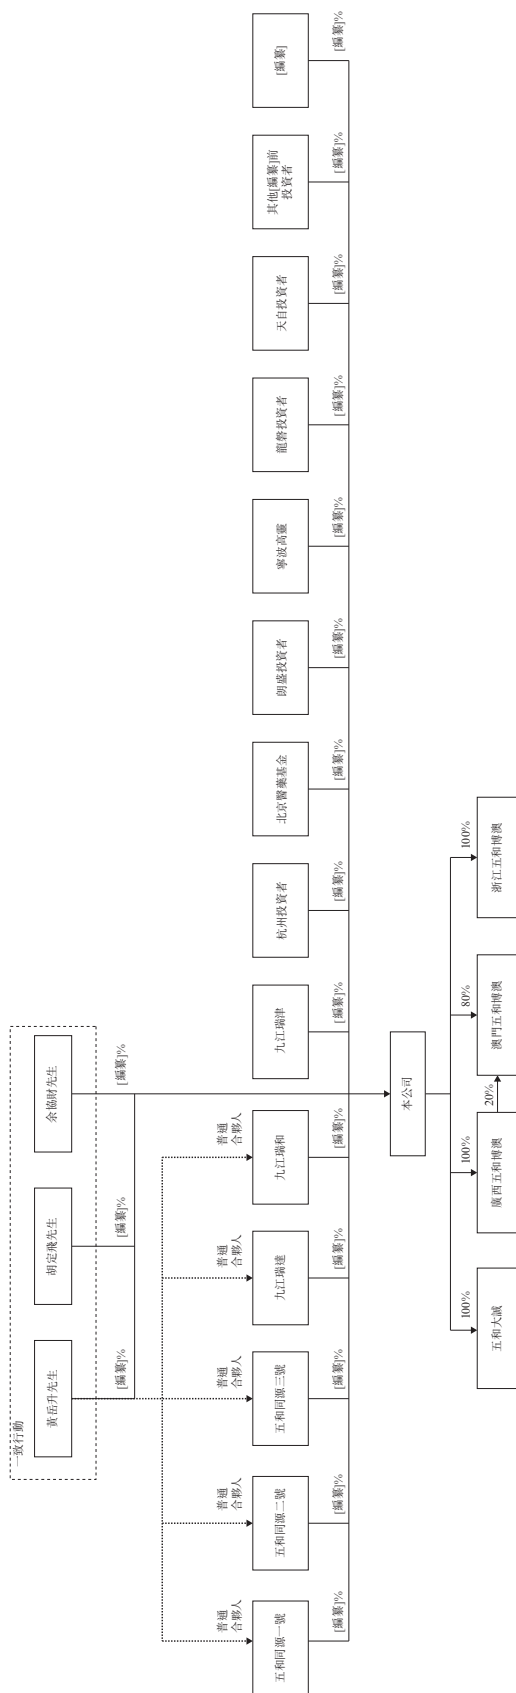 一致行動
黃岳升先生
胡定飛先生
余協財先生
[編纂]%
[編纂]%
[編纂]%
普通
合夥人
普通
合夥人
普通
合夥人
普通
合夥人
普通
合夥人
五和同源一號
五和同源二號
五和同源三號
九江瑞達
九江瑞和
九江瑞津
杭州投資者
北京醫藥基金
朗盛投資者
寧波高靈
龍磐投資者
天自投資者
其他[編纂]前
投資者
[編纂]
[編纂]%
[編纂]%
[編纂]%
[編纂]%
[編纂]%
[編纂]%
[編纂]%
[編纂]%
[編纂]%
[編纂]%
[編纂]%
[編纂]%
[編纂]%
[編纂]%
本公司
100%
100%
80%
100%
20%
五和大誠
廣西五和博澳
澳門五和博澳
浙江五和博澳